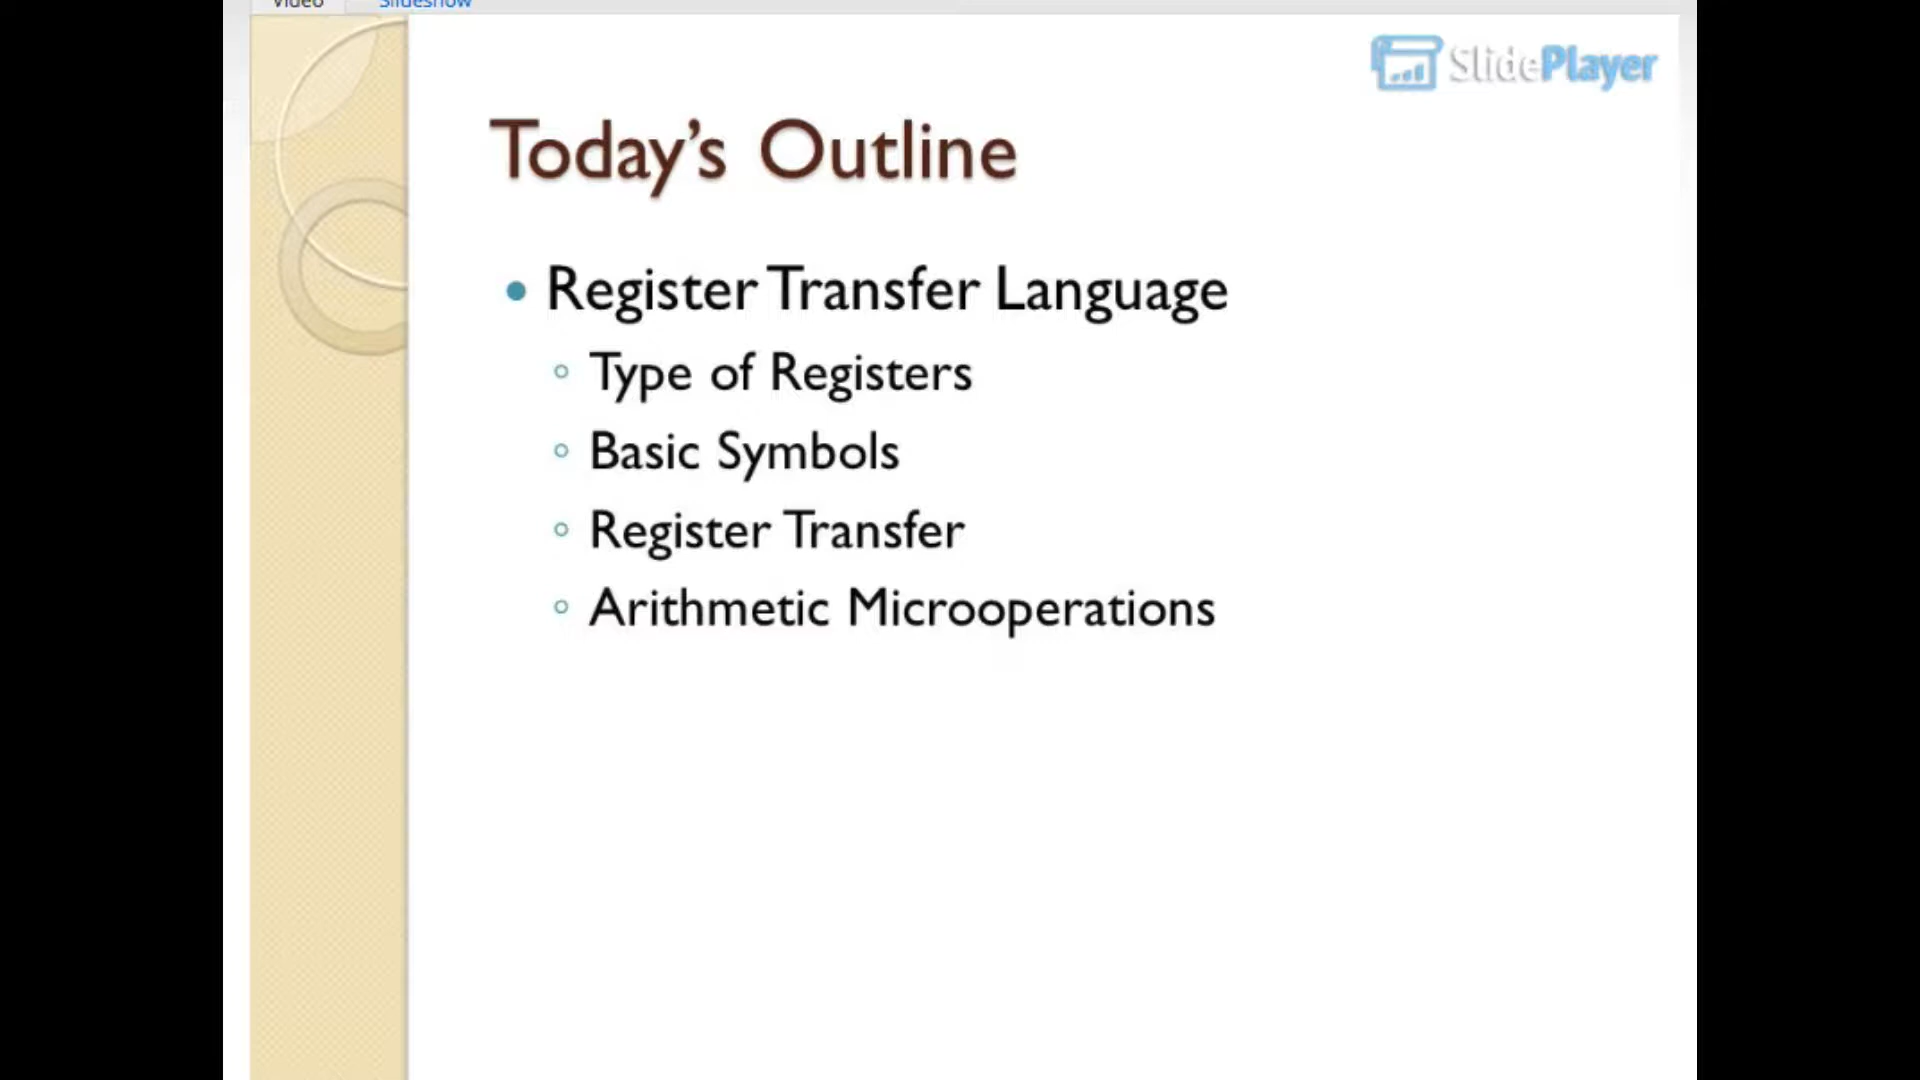 Video Slideshow
SlidePlayer
Today's Outline
Register Transfer Language
Type of Registers
Basic Symbols
Register Transfer
Arithmetic Microoperations